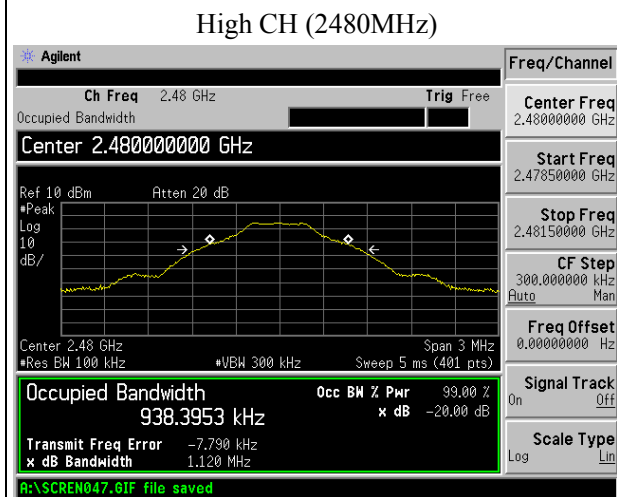 High CH (2480MHz)
Agilent
Freq/Channel
Ch Freq 2.48 GHz Trig Free
Occupied Bandwidth
Center 2.480000000 GHz
Ref 10 dBm Atten 20 dB
#Peak
Log
10
dB/
Center 2.48 GHz Span 3 MHz
#Res BW 100 kHz #VBW 300 kHz Sweep 5 ms (401 pts)
Occupied Bandwidth Occ BW % Pwr 99.00 %
938.3953 kHz x dB -20.00 dB
Transmit Freq Error -7.790 kHz
x dB Bandwidth 1.120 MHz
A:\SCREN047.GIF file saved
Center Freq
2.48000000 GHz
Start Freq
2.47850000 GHz
Stop Freq
2.48150000 GHz
CF Step
300.000000 kHz
Auto Man
Freq Offset
0.00000000 Hz
Signal Track
On Off
Scale Type
Log Lin